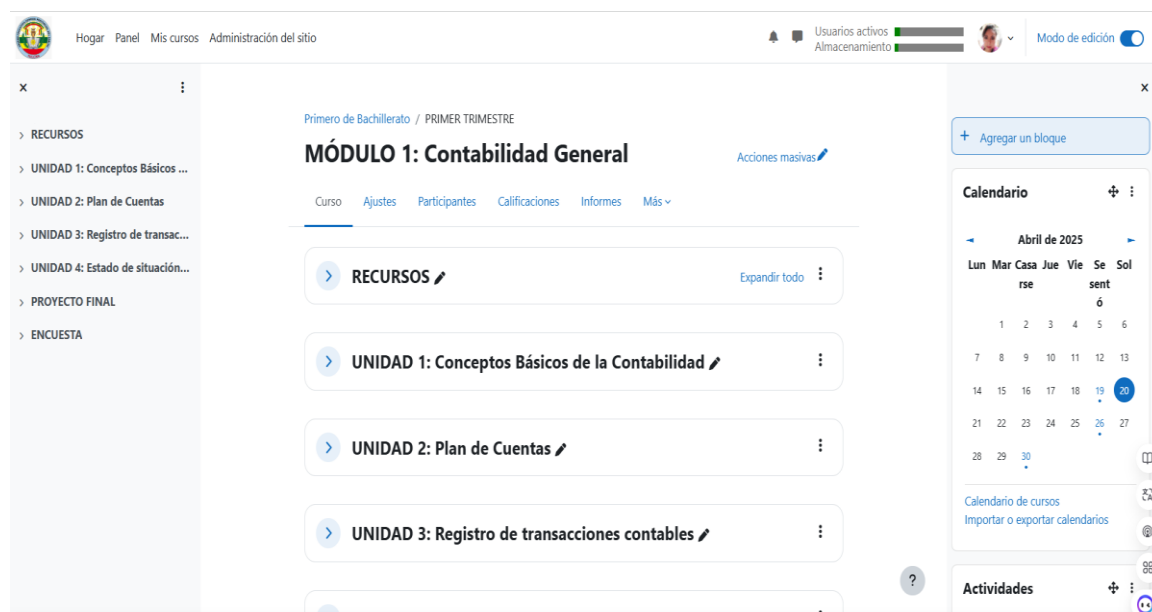 Hogar Panel Mis cursos Administración del sitio
Usuarios activos
Almacenamiento
Modo de edición
RECURSOS
UNIDAD 1: Conceptos Básicos ...
UNIDAD 2: Plan de Cuentas
UNIDAD 3: Registro de transac...
UNIDAD 4: Estado de situación...
PROYECTO FINAL
ENCUESTA
Primero de Bachillerato / PRIMER TRIMESTRE
MÓDULO 1: Contabilidad General
Acciones masivas
Curso Ajustes Participantes Calificaciones Informes Más
RECURSOS
Expandir todo
UNIDAD 1: Conceptos Básicos de la Contabilidad
UNIDAD 2: Plan de Cuentas
UNIDAD 3: Registro de transacciones contables
?
+ Agregar un bloque
Calendario
Abril de 2025
Lun Mar Casa Jue Vie Se Sol
rse sent
ó
1 2 3 4 5 6
7 8 9 10 11 12 13
14 15 16 17 18 19 20
21 22 23 24 25 26 27
28 29 30
Calendario de cursos
Importar o exportar calendarios
Actividades